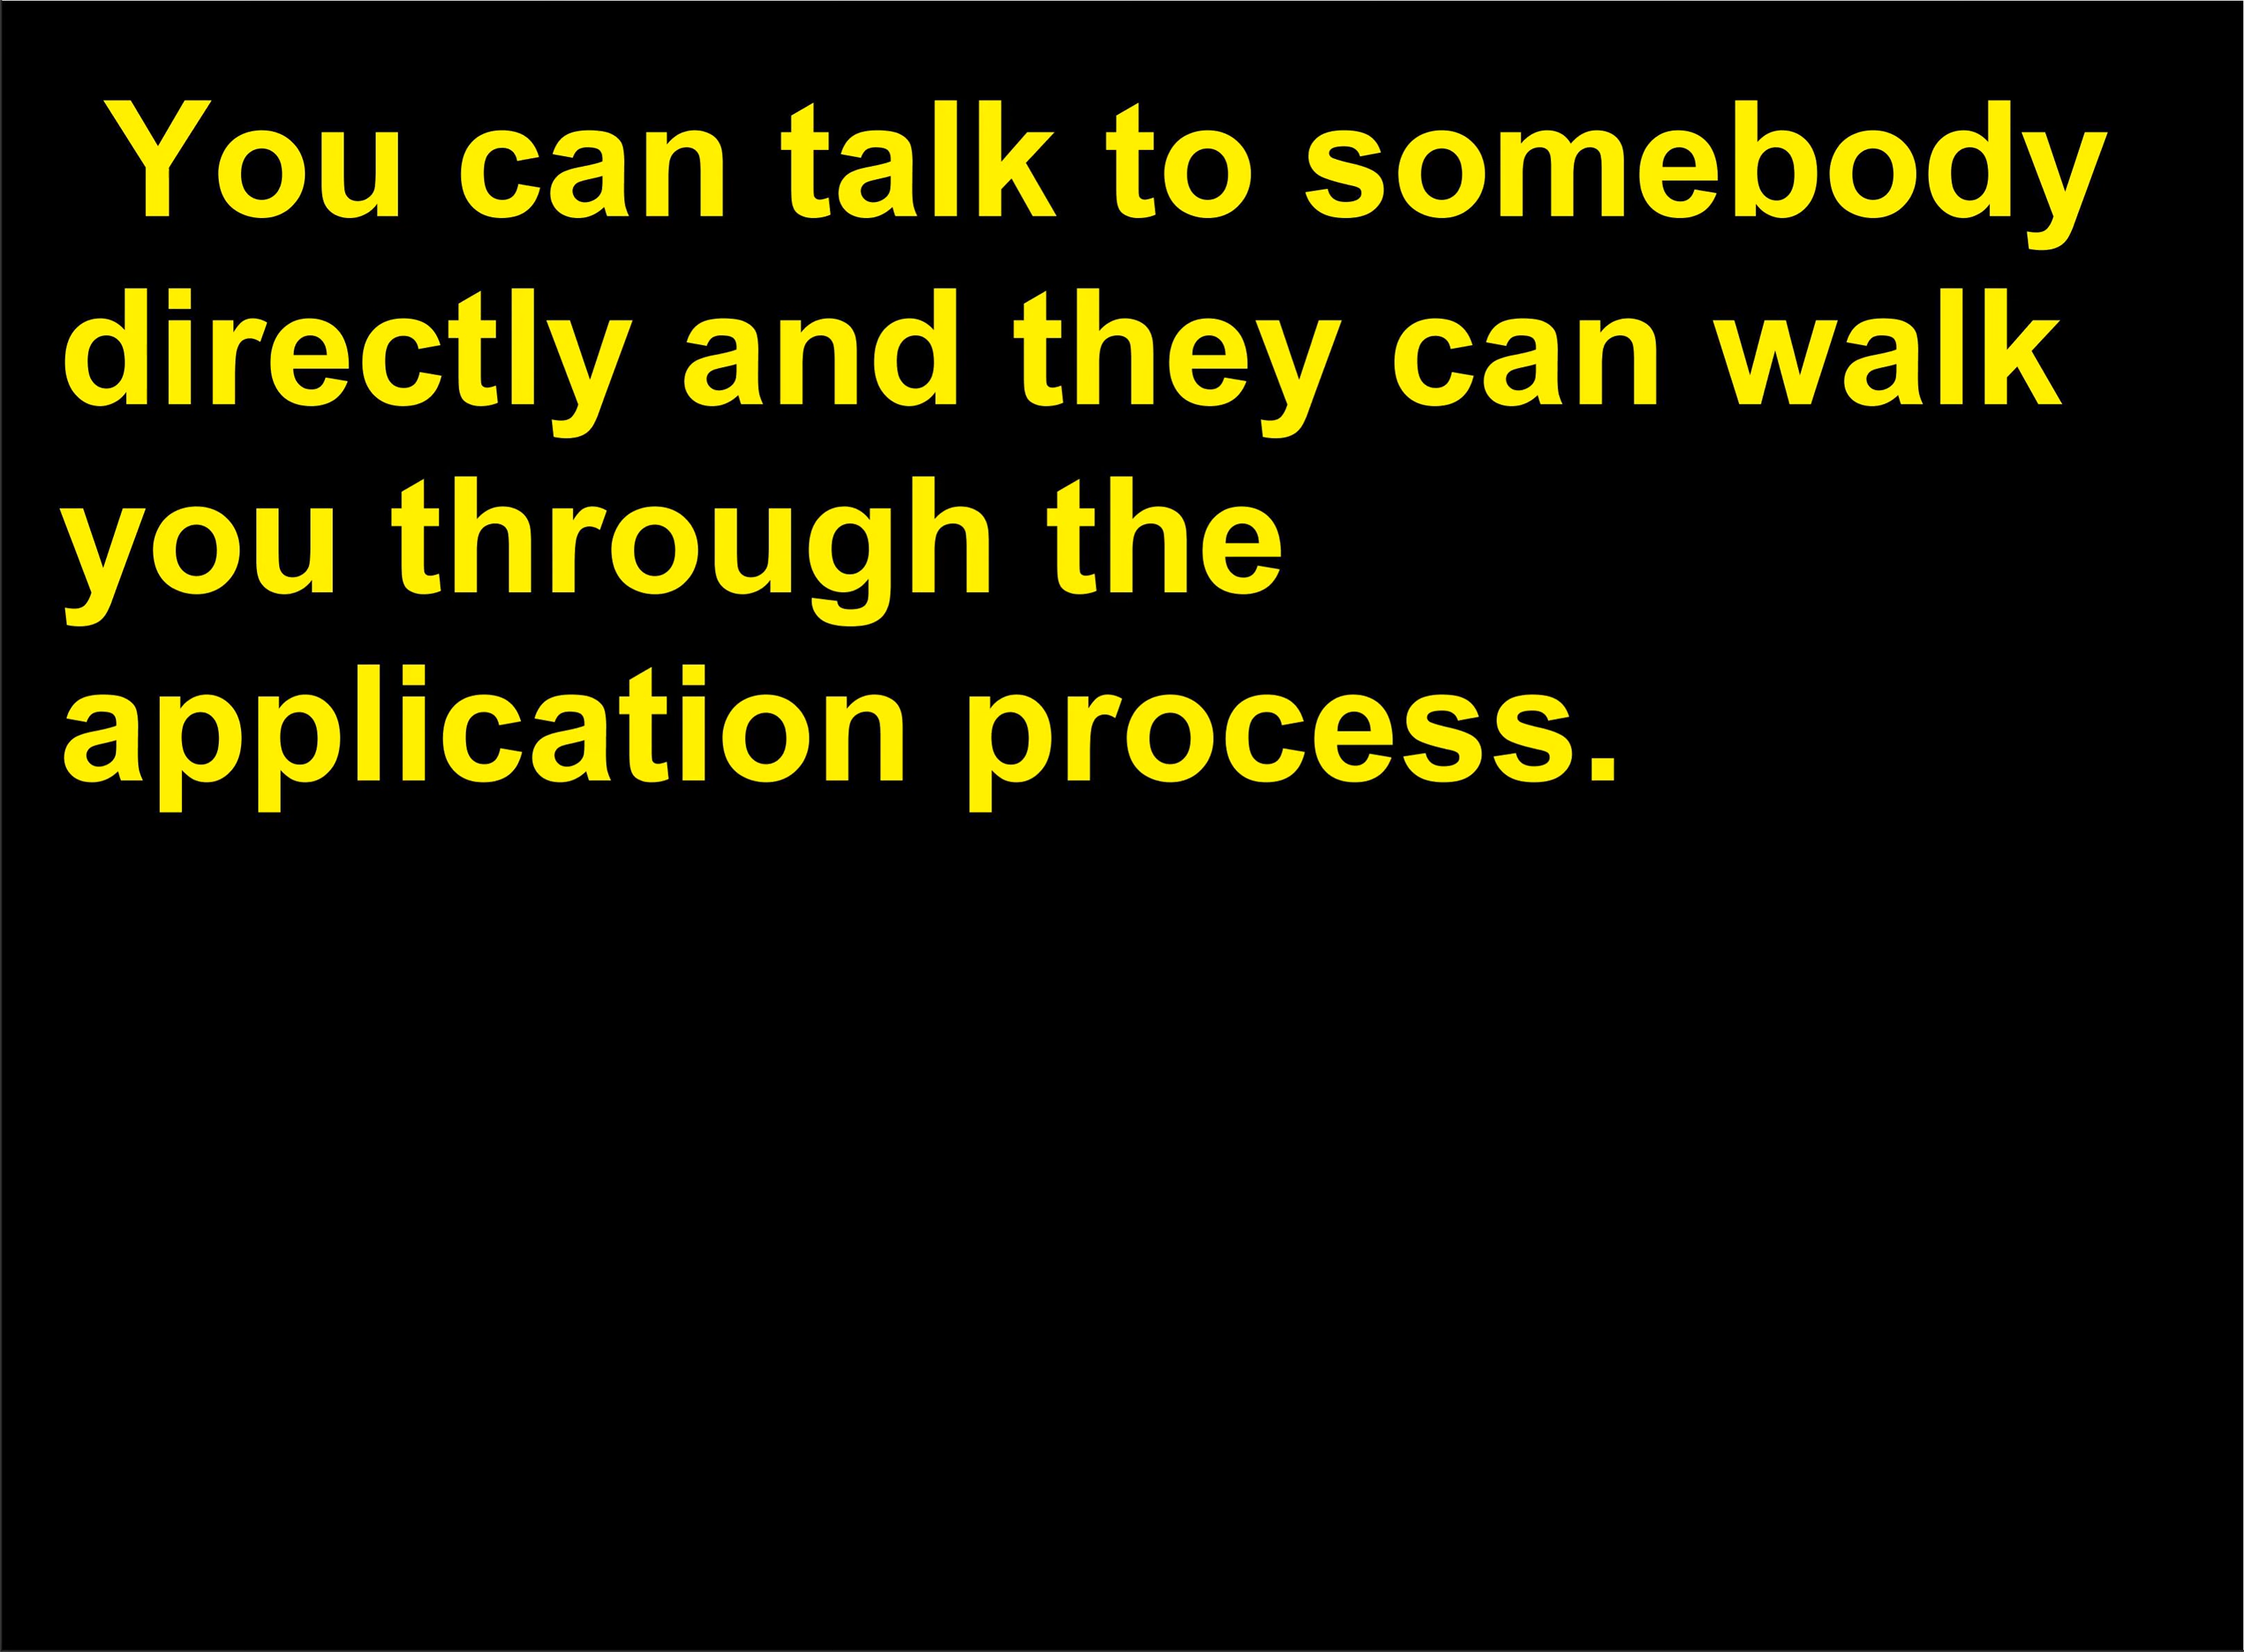 You can talk to somebody
directly and they can walk
you through the
application process.